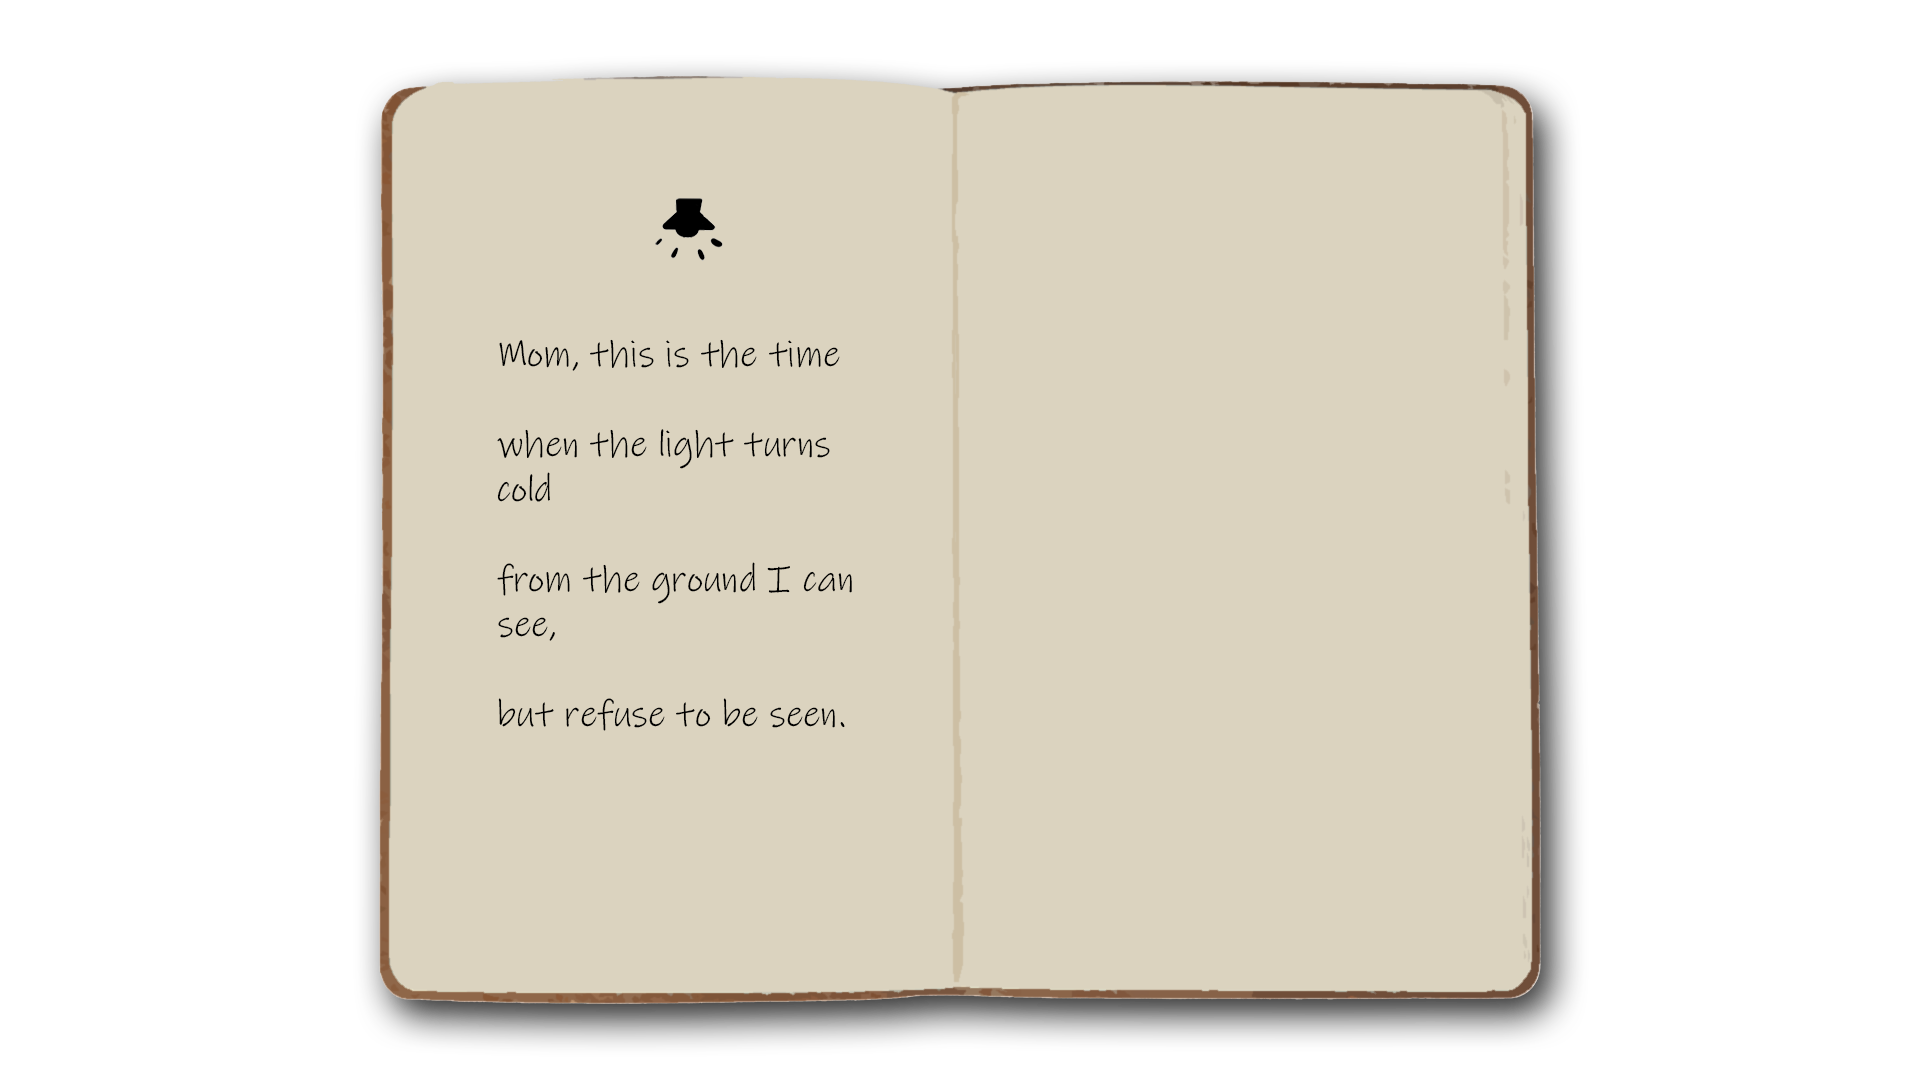 Mom, this is the time
when the light turns
cold
from the ground I can
see,
but refuse to be seen.